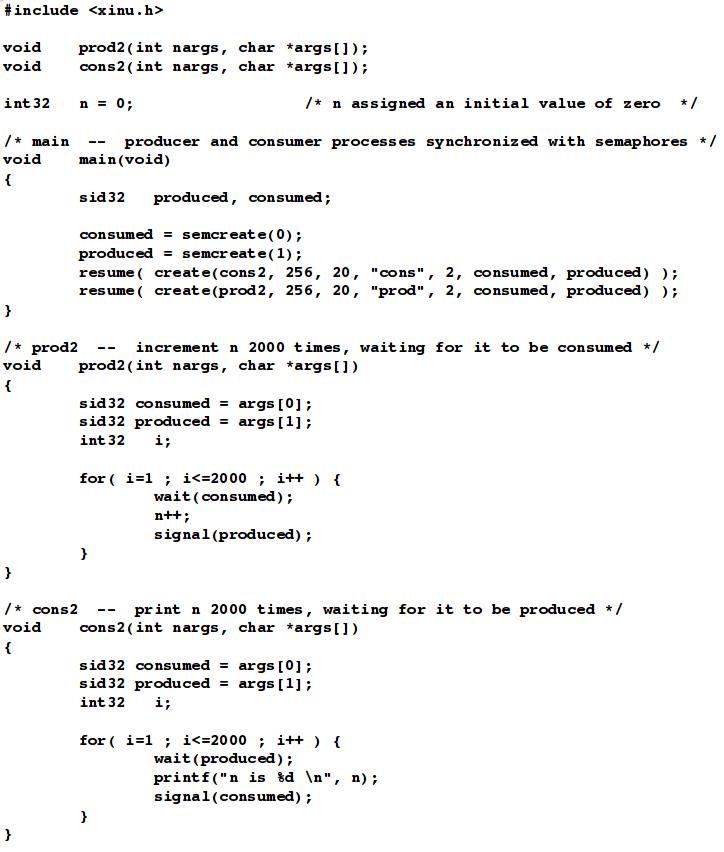 #include <xinu.h>

void    prod2(int nargs, char *args[]);
void    cons2(int nargs, char *args[]);

int32   n = 0;                  /* n assigned an initial value of zero  */

/* main  --  producer and consumer processes synchronized with semaphores */
void    main(void)
{
        sid32   produced, consumed;

        consumed = semcreate(0);
        produced = semcreate(1);
        resume( create(cons2, 256, 20, "cons", 2, consumed, produced) );
        resume( create(prod2, 256, 20, "prod", 2, consumed, produced) );
}

/* prod2  --  increment n 2000 times, waiting for it to be consumed */
void    prod2(int nargs, char *args[])
{
        sid32 consumed = args[0];
        sid32 produced = args[1];
        int32   i;

        for( i=1 ; i<=2000 ; i++ ) {
                wait(consumed);
                n++;
                signal(produced);
        }
}

/* cons2  --  print n 2000 times, waiting for it to be produced */
void    cons2(int nargs, char *args[])
{
        sid32 consumed = args[0];
        sid32 produced = args[1];
        int32   i;

        for( i=1 ; i<=2000 ; i++ ) {
                wait(produced);
                printf("n is %d \n", n);
                signal(consumed);
        }
}